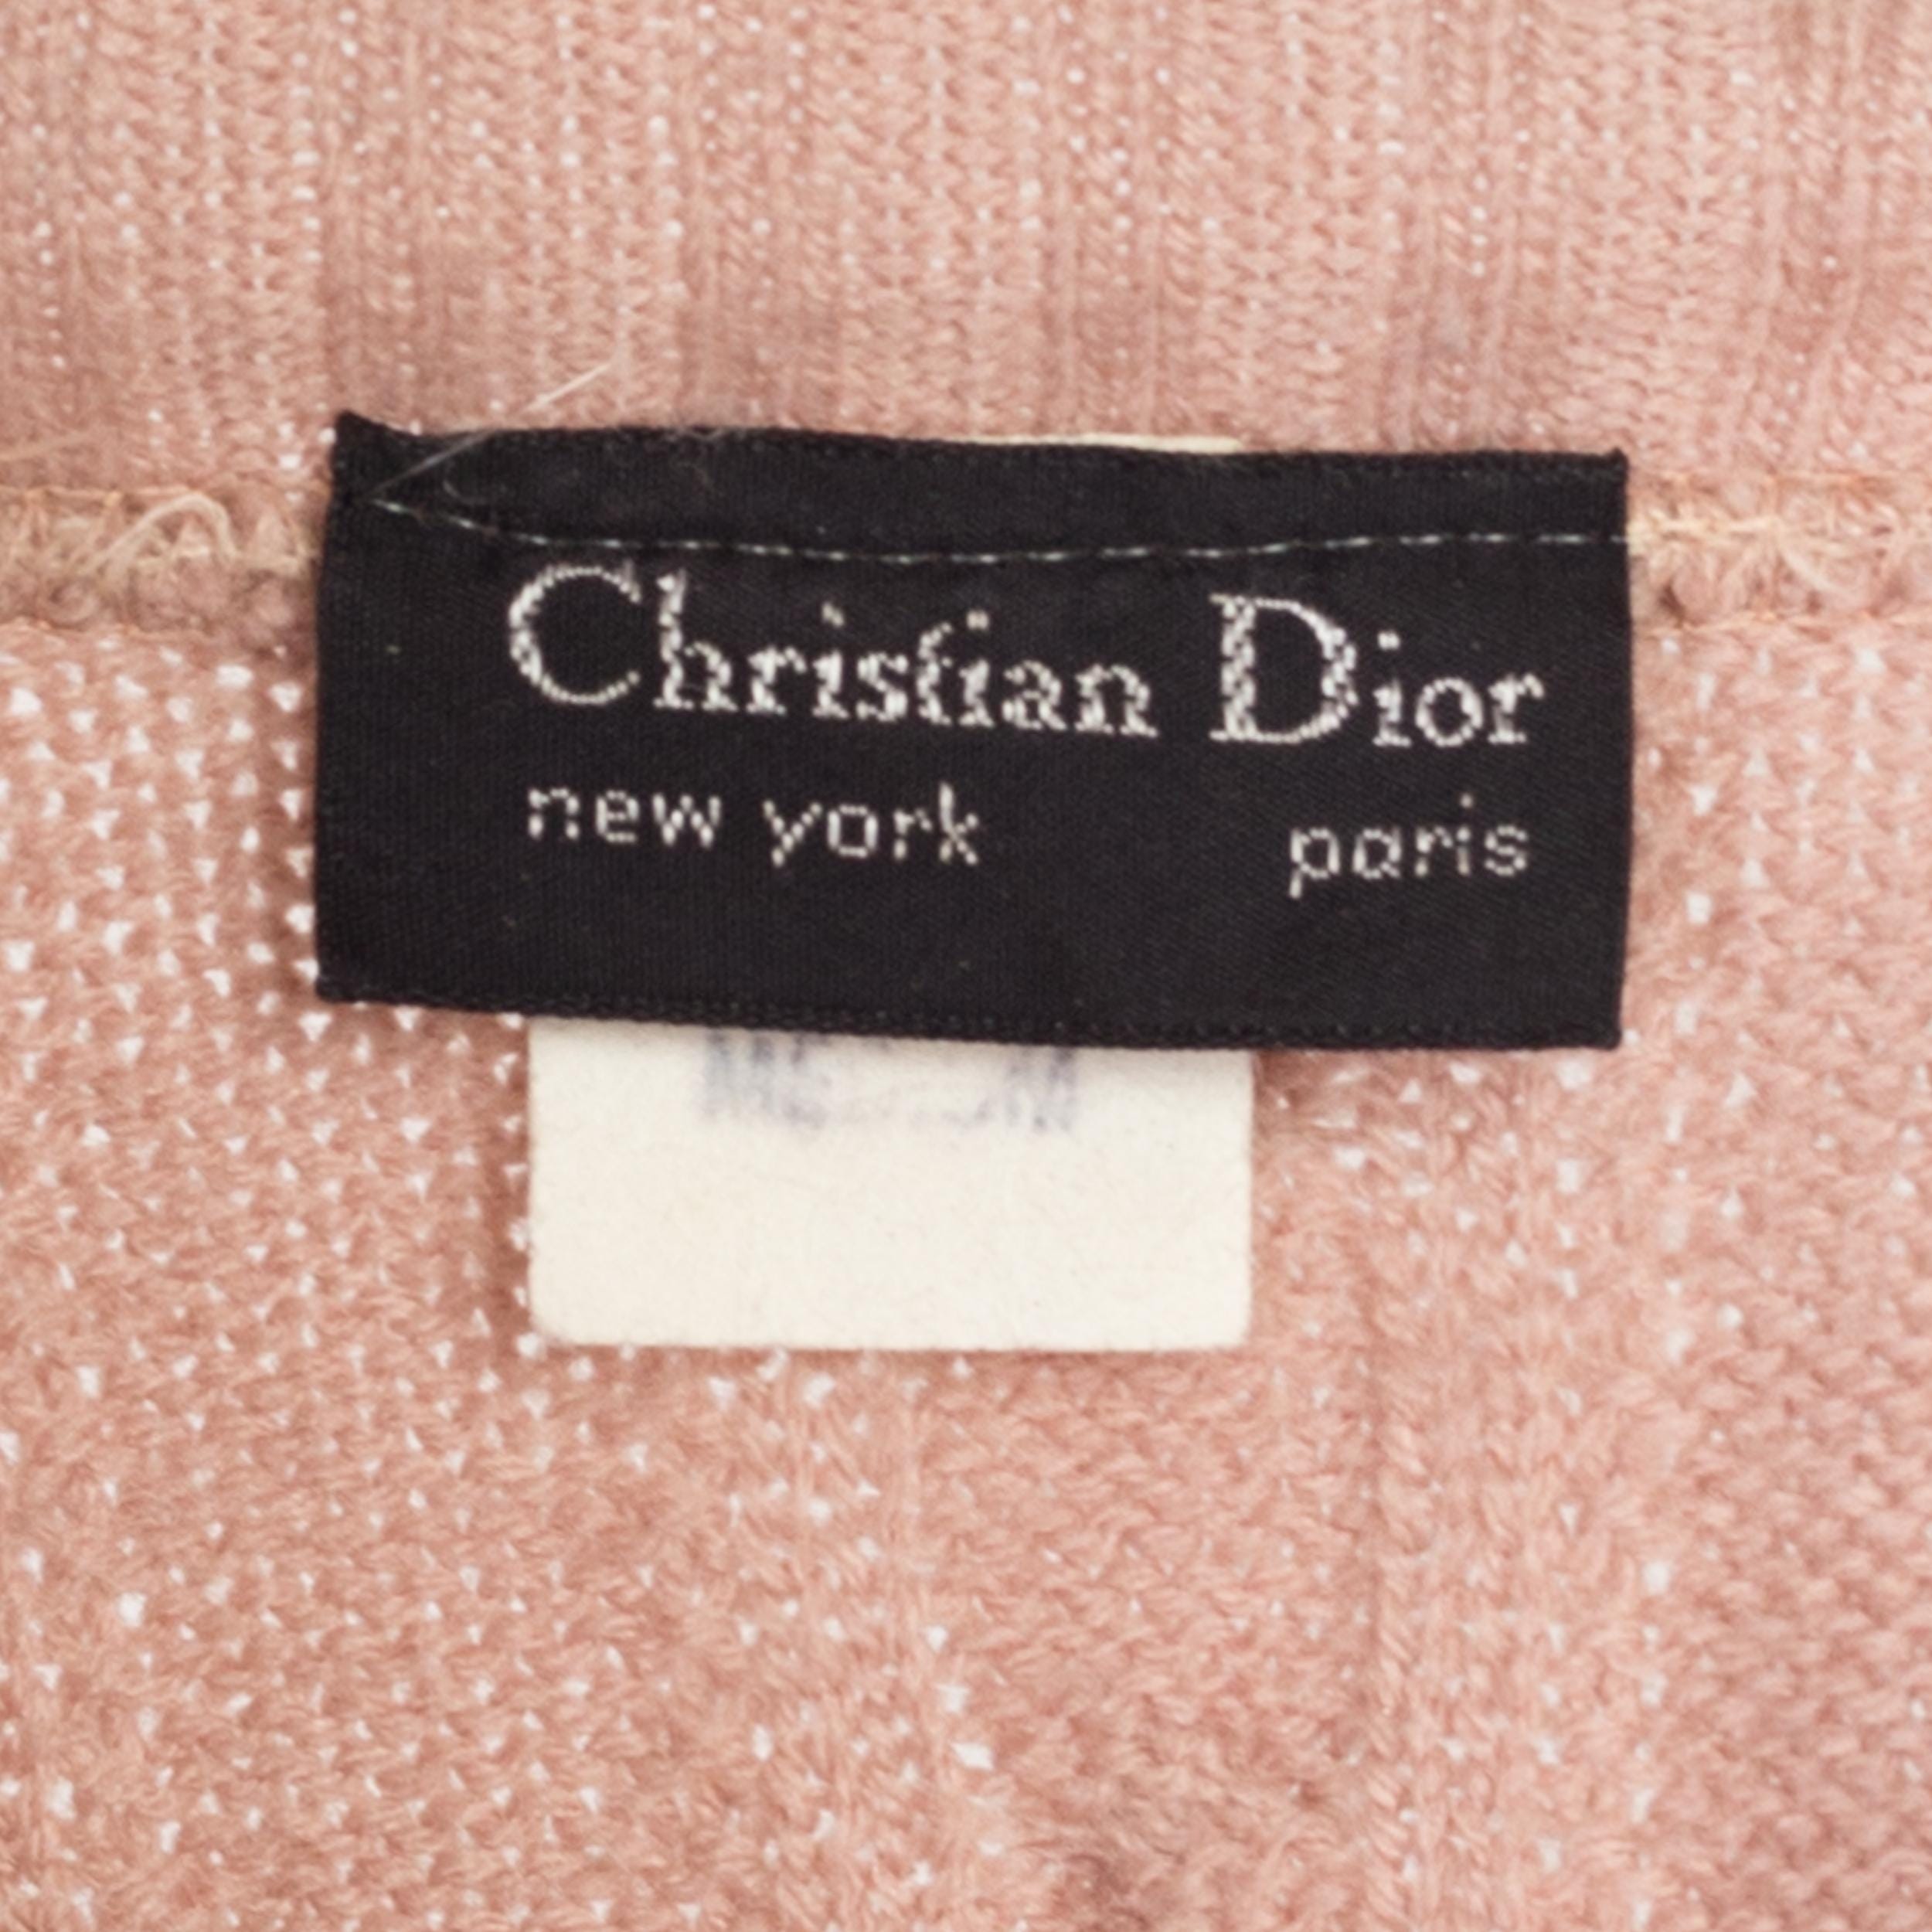 Christian Dior
new york paris